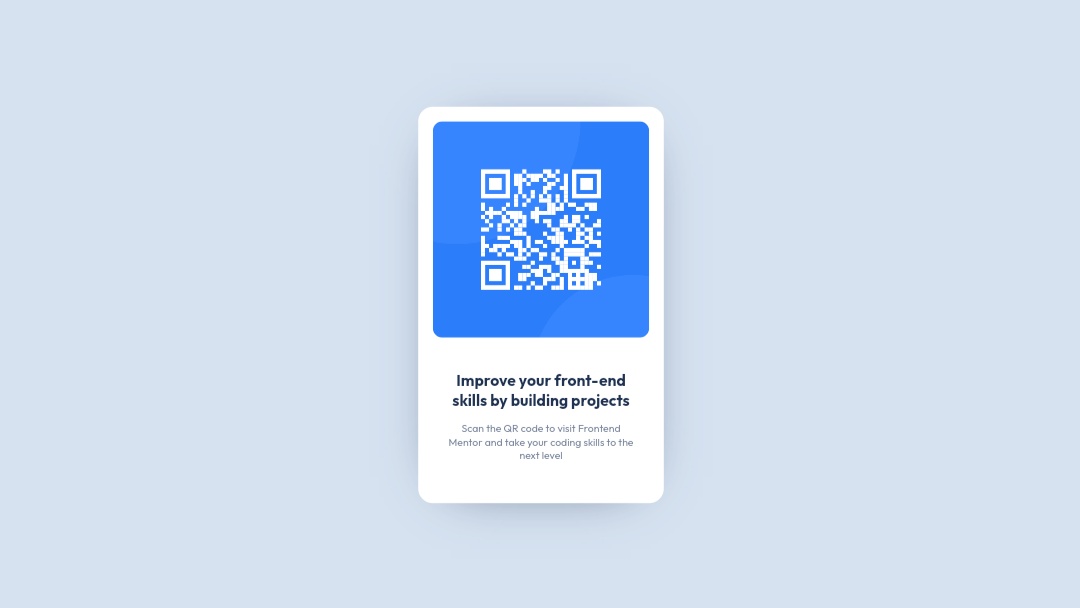 Improve your front-end
skills by building projects
Scan the QR code to visit Frontend
Mentor and take your coding skills to the
next level